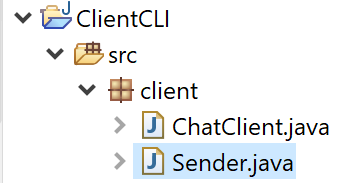 ClientCLI
src
client
ChatClient.java
Sender.java